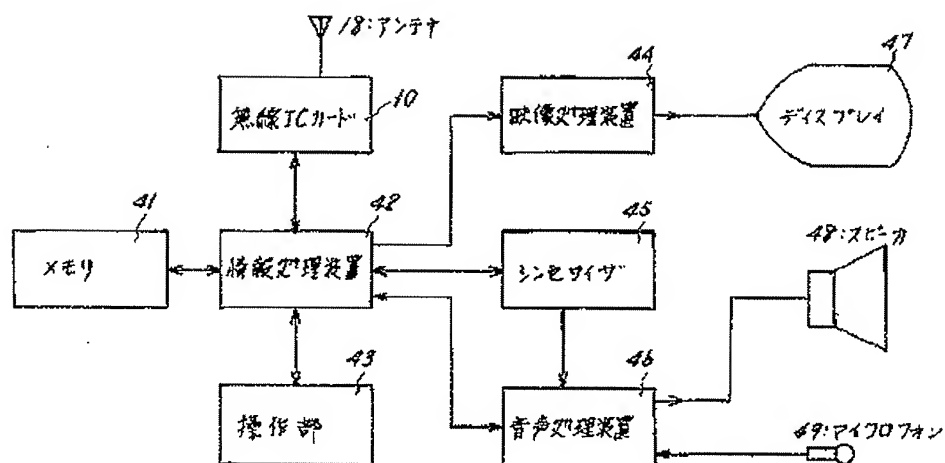 18:アンテナ
無線ICカード
10
44
映像処理装置
47
ディスプレイ
41
メモリ
42
情報処理装置
45
シンセサイザ
48:スピーカ
43
操作部
46
音声処理装置
49:マイクロフォン